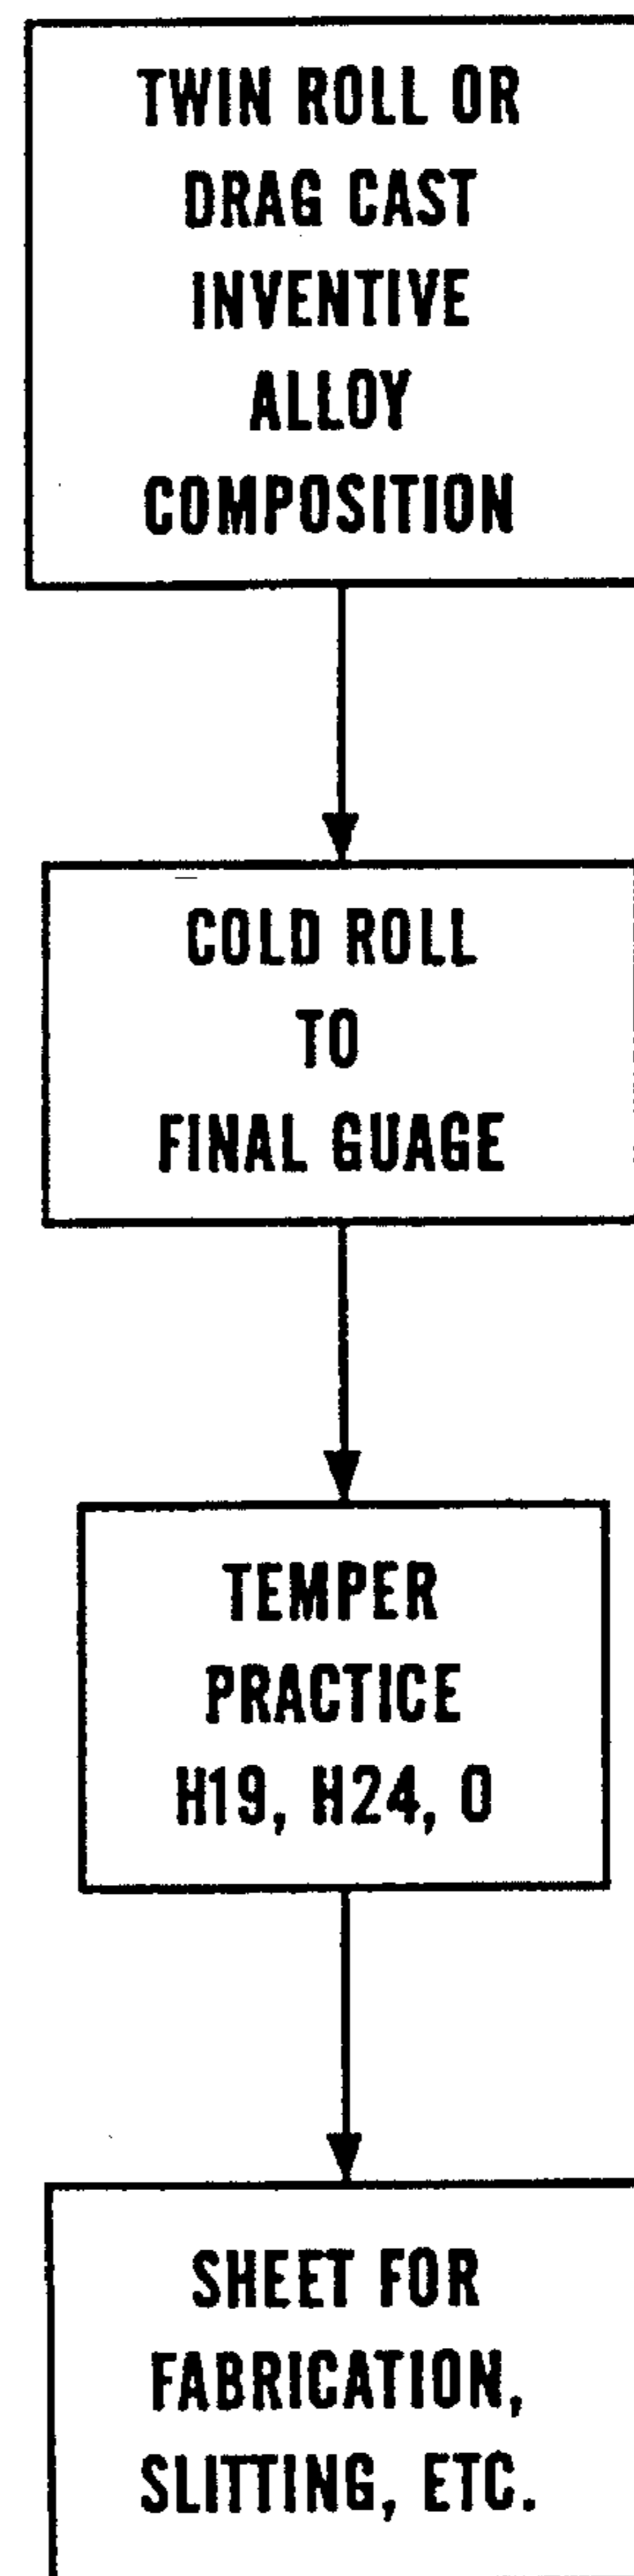 TWIN ROLL OR
DRAG CAST
INVENTIVE
ALLOY
COMPOSITION
COLD ROLL
TO
FINAL GUAGE
TEMPER
PRACTICE
H19, H24, O
SHEET FOR
FABRICATION,
SLITTING, ETC.